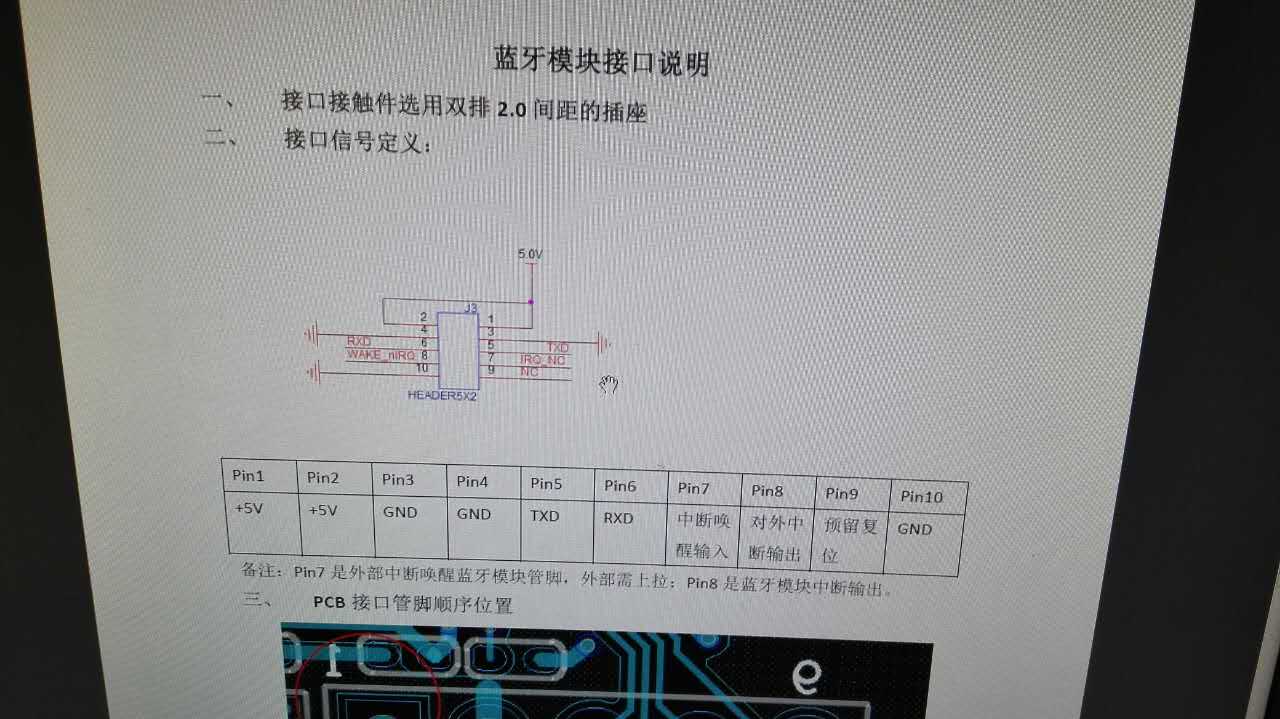 蓝牙模块接口说明
一、 接口接触件选用双排 2.0 间距的插座
二、 接口信号定义：
5.0V
J3
2 1
4 3
RXD 6 5 TXD
WAKE_nIRQ 8 7 IRQ_NC
10 9 NC
HEADER5X2
Pin1 Pin2 Pin3 Pin4 Pin5 Pin6 Pin7 Pin8 Pin9 Pin10
+5V +5V GND GND TXD RXD 中断唤 对外中 预留复 GND
醒输入 断输出 位
备注：Pin7 是外部中断唤醒蓝牙模块管脚，外部需上拉；Pin8 是蓝牙模块中断输出。
三、 PCB 接口管脚顺序位置
1 9